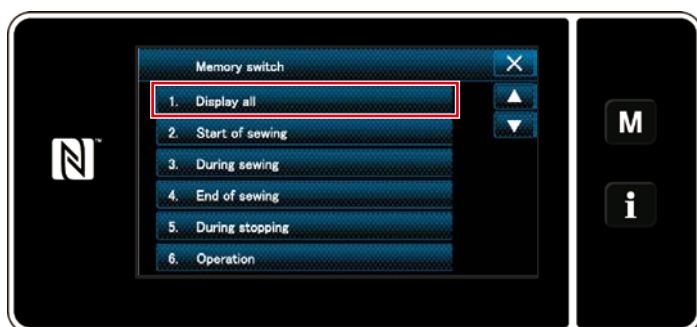 Memory switch
1. Display all
2. Start of sewing
3. During sewing
4. End of sewing
5. During stopping
6. Operation
M
i